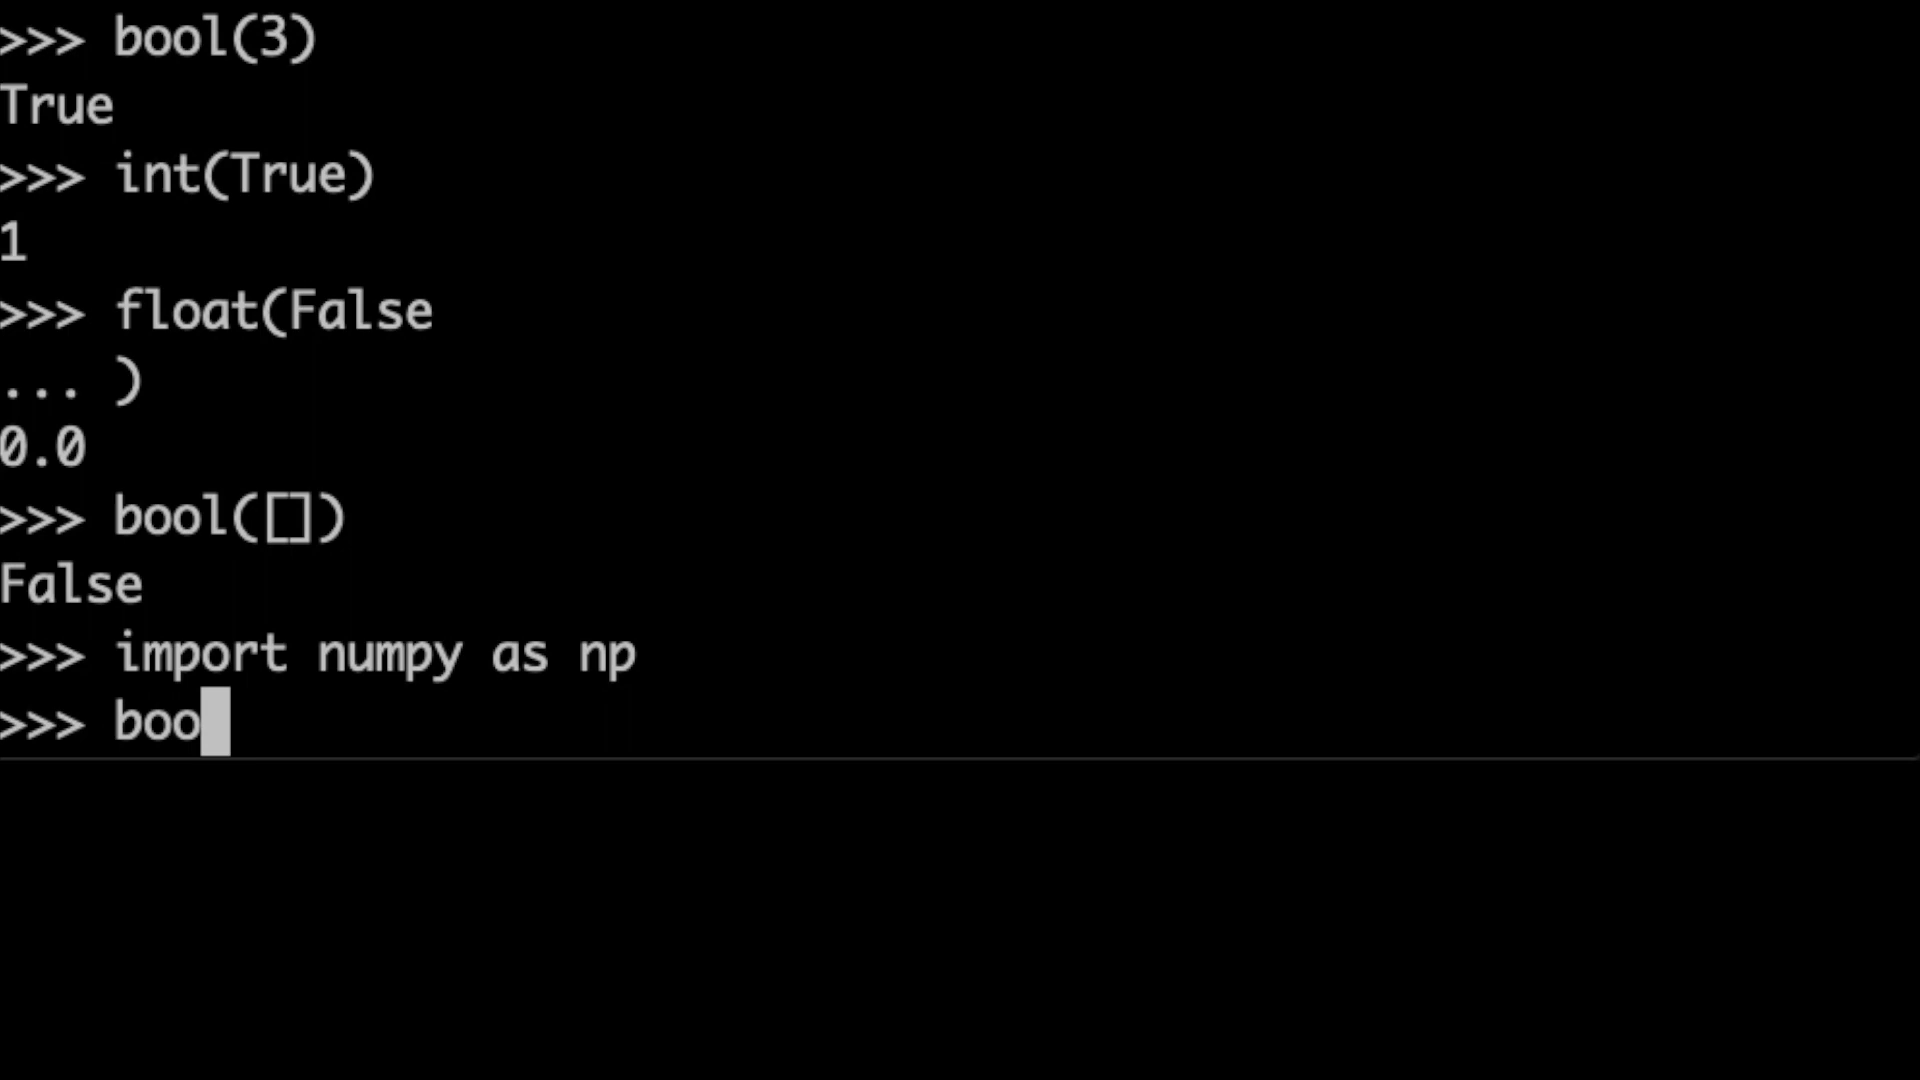 >>> bool(3)
True
>>> int(True)
1
>>> float(False
... )
0.0
>>> bool([])
False
>>> import numpy as np
>>> boo